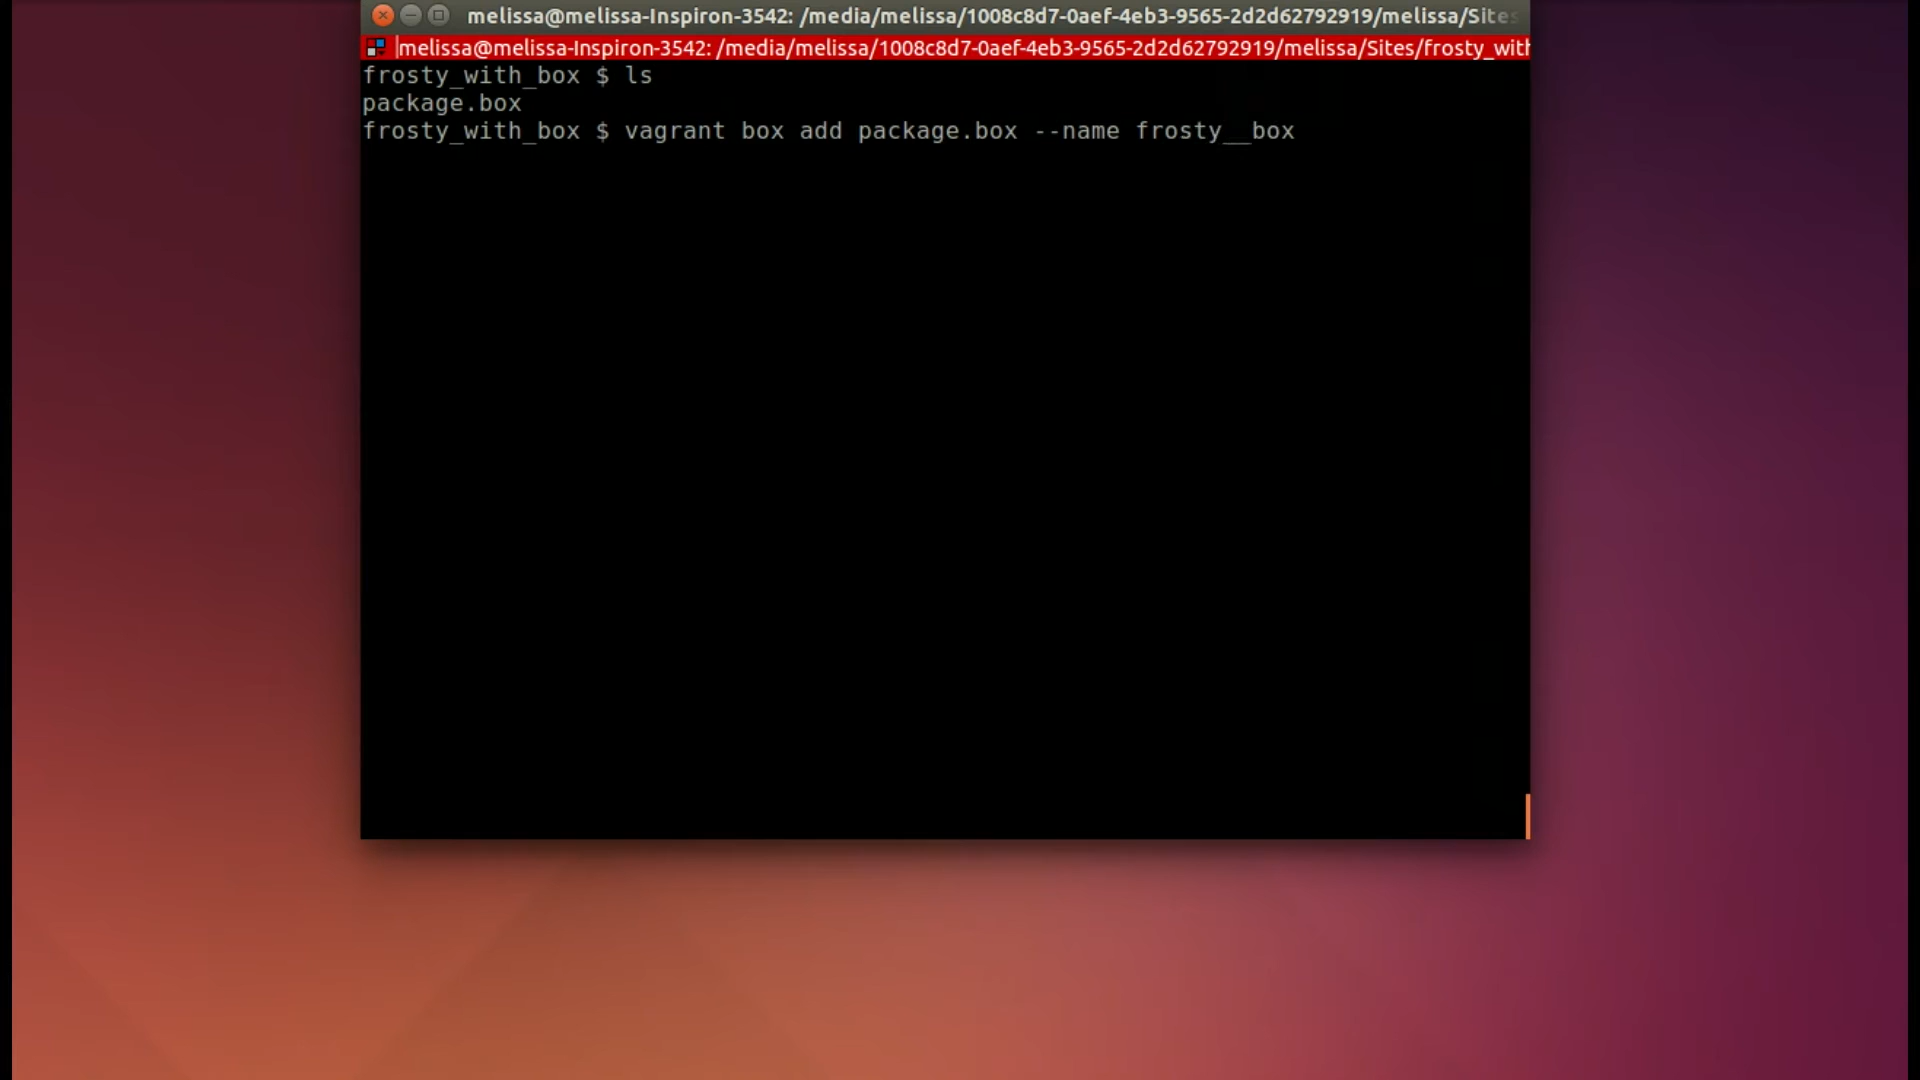 melissa@melissa-Inspiron-3542: /media/melissa/1008c8d7-0aef-4eb3-9565-2d2d62792919/melissa/Sites
melissa@melissa-Inspiron-3542: /media/melissa/1008c8d7-0aef-4eb3-9565-2d2d62792919/melissa/Sites/frosty_with
frosty_with_box $ ls
package.box
frosty_with_box $ vagrant box add package.box --name frosty__box